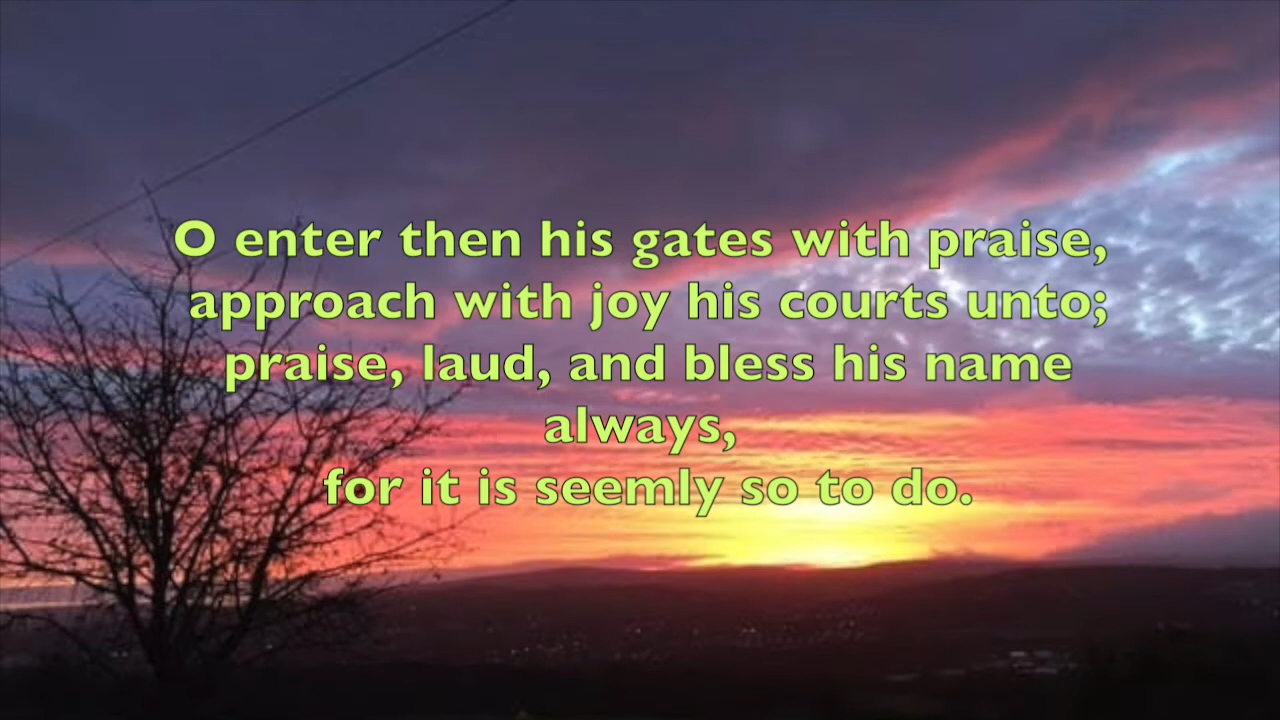 O enter then his gates with praise,
approach with joy his courts unto;
praise, laud, and bless his name
always,
for it is seemly so to do.